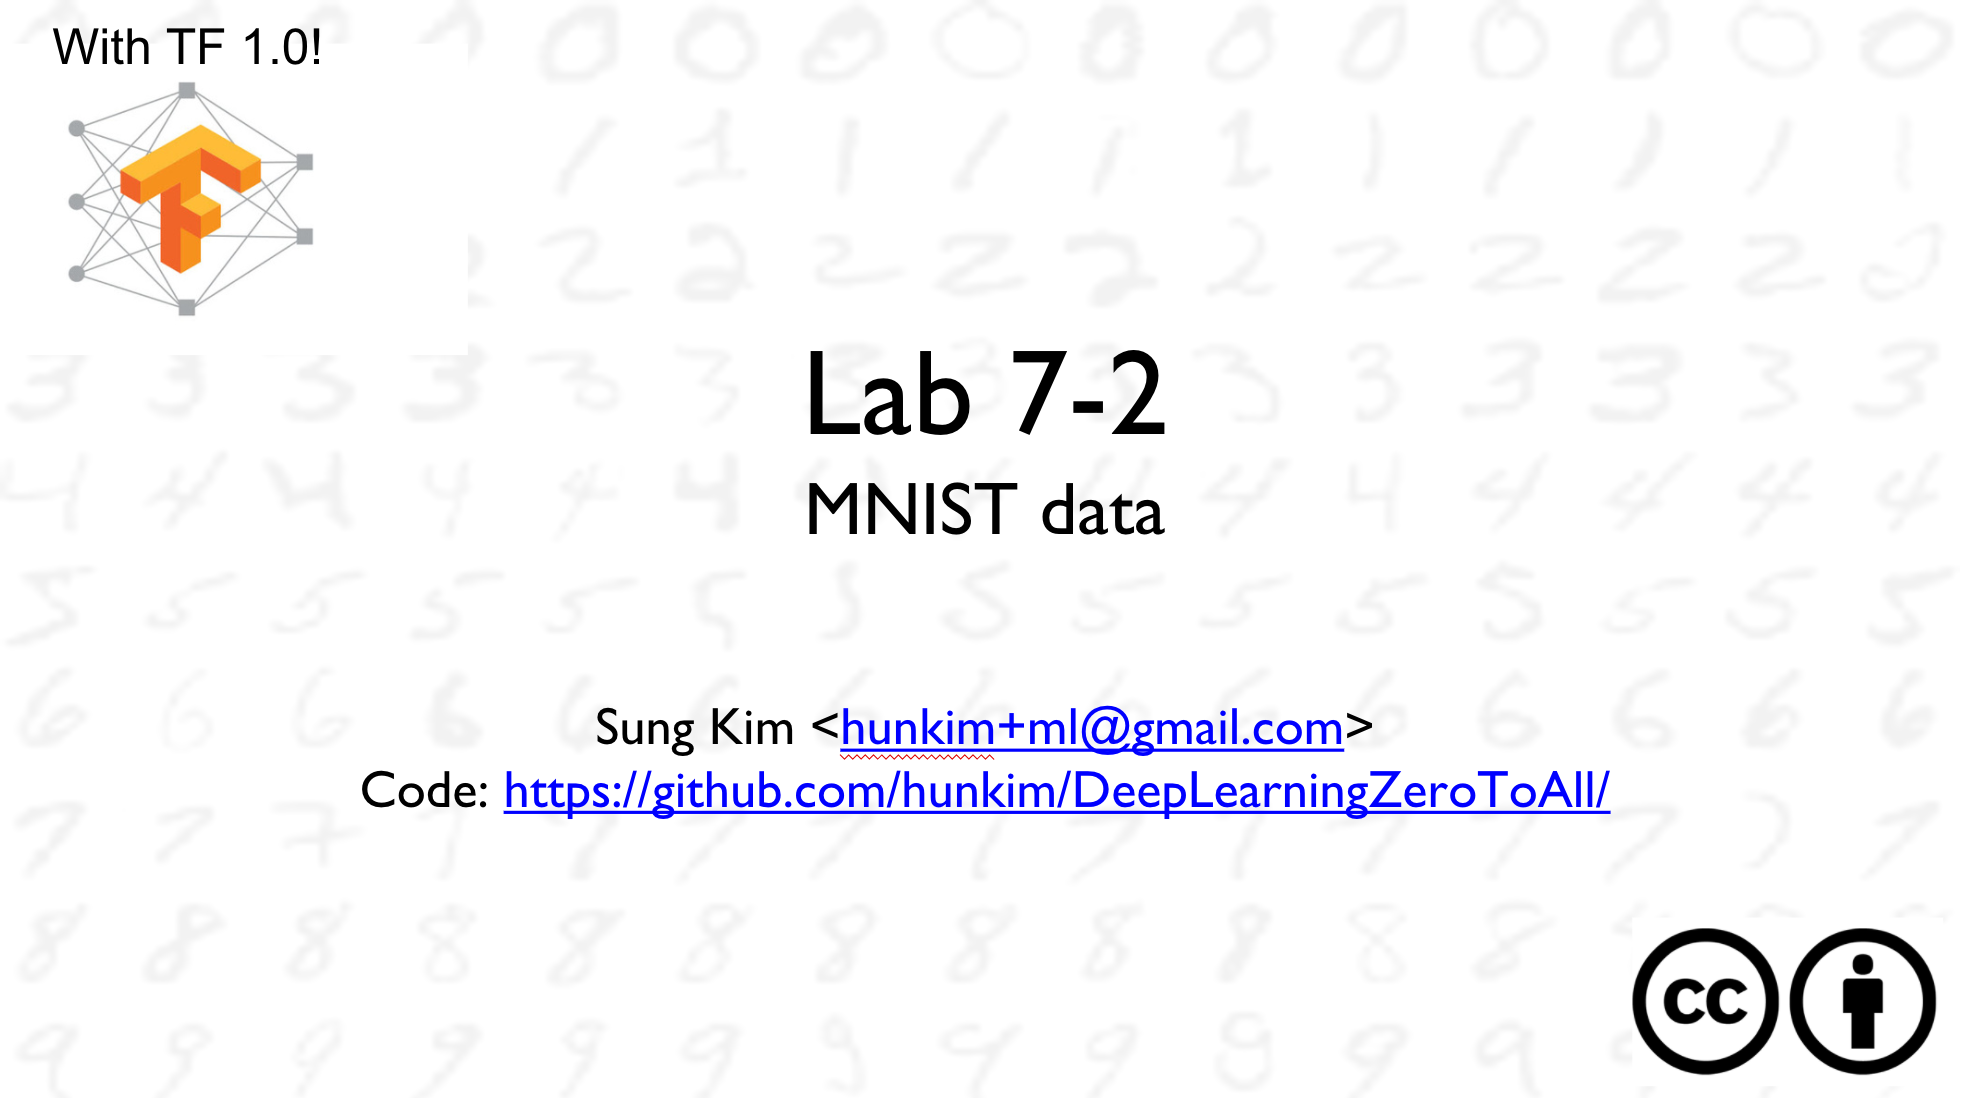 With TF 1.0!
Lab 7-2
MNIST data
Sung Kim <hunkim+ml@gmail.com>
Code: https://github.com/hunkim/DeepLearningZeroToAll/
cc